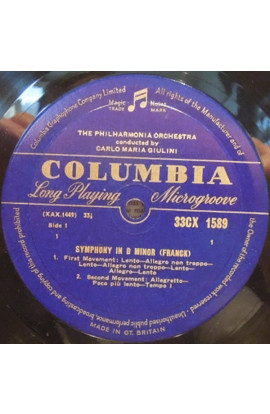 Columbia Graphophone Company Limited
All rights of the Manufacturer and of
the Owner of the recorded work reserved.
Unauthorised public performance, broadcasting
and copying of this record prohibited
Magic Notes
TRADE MARK
THE PHILHARMONIA ORCHESTRA
conducted by
CARLO MARIA GIULINI
COLUMBIA
Long Playing Microgroove
(XAX.1449) 33⅓
33CX 1589
Side 1
1 1
SYMPHONY IN D MINOR (FRANCK)
1. First Movement: Lento—Allegro non troppo—
Lento—Allegro non troppo—Lento—
Allegro—Lento
2. Second Movement: Allegretto—
Poco più lento—Tempo I
MADE IN GT. BRITAIN